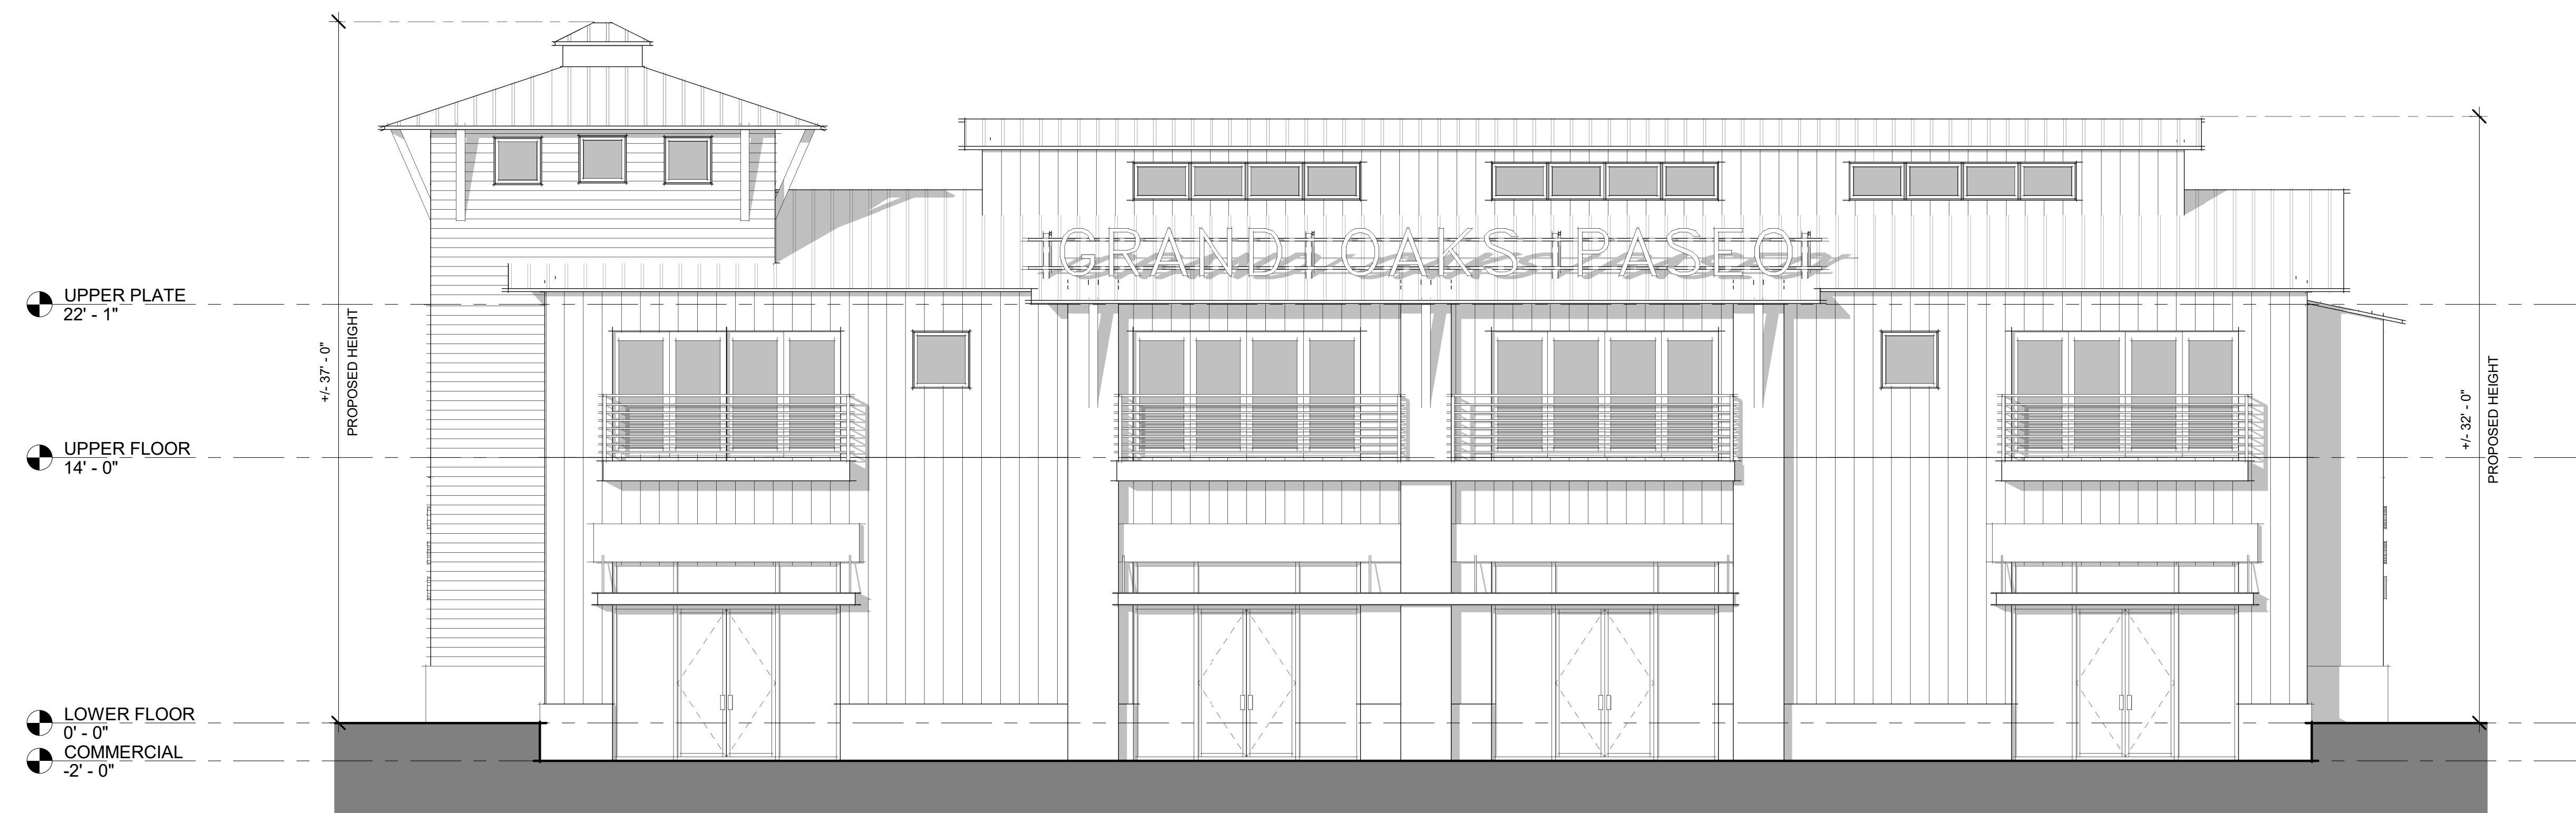 GRAND OAKS PASEO
UPPER PLATE
22' - 1"
+/- 37' - 0"
PROPOSED HEIGHT
UPPER FLOOR
14' - 0"
+/- 32' - 0"
PROPOSED HEIGHT
LOWER FLOOR
0' - 0"
COMMERCIAL
-2' - 0"